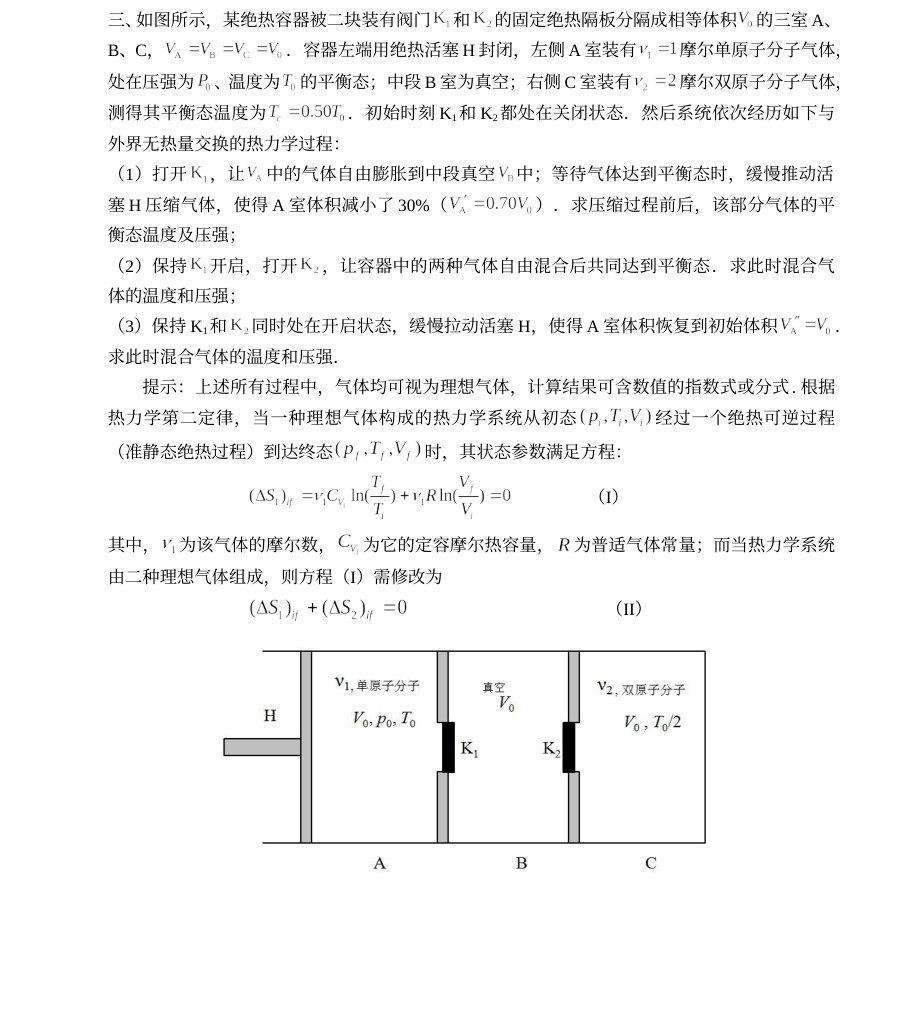 三、如图所示，某绝热容器被二块装有阀门K₁和K₂的固定绝热隔板分隔成相等体积V₀的三室 A、
B、C，V_A =V_B =V_C =V₀．容器左端用绝热活塞 H 封闭，左侧 A 室装有ν₁ =1摩尔单原子分子气体，
处在压强为P₀、温度为T₀的平衡态；中段 B 室为真空；右侧 C 室装有ν₂ =2摩尔双原子分子气体，
测得其平衡态温度为T_C =0.50T₀．初始时刻 K₁和 K₂都处在关闭状态．然后系统依次经历如下与
外界无热量交换的热力学过程：
（1）打开K₁，让V_A中的气体自由膨胀到中段真空V_B中；等待气体达到平衡态时，缓慢推动活
塞 H 压缩气体，使得 A 室体积减小了 30%（V_A′ =0.70V₀）．求压缩过程前后，该部分气体的平
衡态温度及压强；
（2）保持K₁开启，打开K₂，让容器中的两种气体自由混合后共同达到平衡态．求此时混合气
体的温度和压强；
（3）保持 K₁和K₂同时处在开启状态，缓慢拉动活塞 H，使得 A 室体积恢复到初始体积V_A″ =V₀．
求此时混合气体的温度和压强．
提示：上述所有过程中，气体均可视为理想气体，计算结果可含数值的指数式或分式．根据
热力学第二定律，当一种理想气体构成的热力学系统从初态(p_i,T_i,V_i)经过一个绝热可逆过程
（准静态绝热过程）到达终态(p_f,T_f,V_f)时，其状态参数满足方程：
(ΔS₁)_if =ν₁C_V₁ ln(T_f/T_i)+ν₁R ln(V_f/V_i) =0 （I）
其中，ν₁为该气体的摩尔数，C_V₁为它的定容摩尔热容量，R为普适气体常量；而当热力学系统
由二种理想气体组成，则方程（I）需修改为
(ΔS₁)_if +(ΔS₂)_if =0 （II）
ν₁,单原子分子
V₀, p₀, T₀
真空
V₀
ν₂, 双原子分子
V₀ , T₀/2
H
K₁
K₂
A
B
C